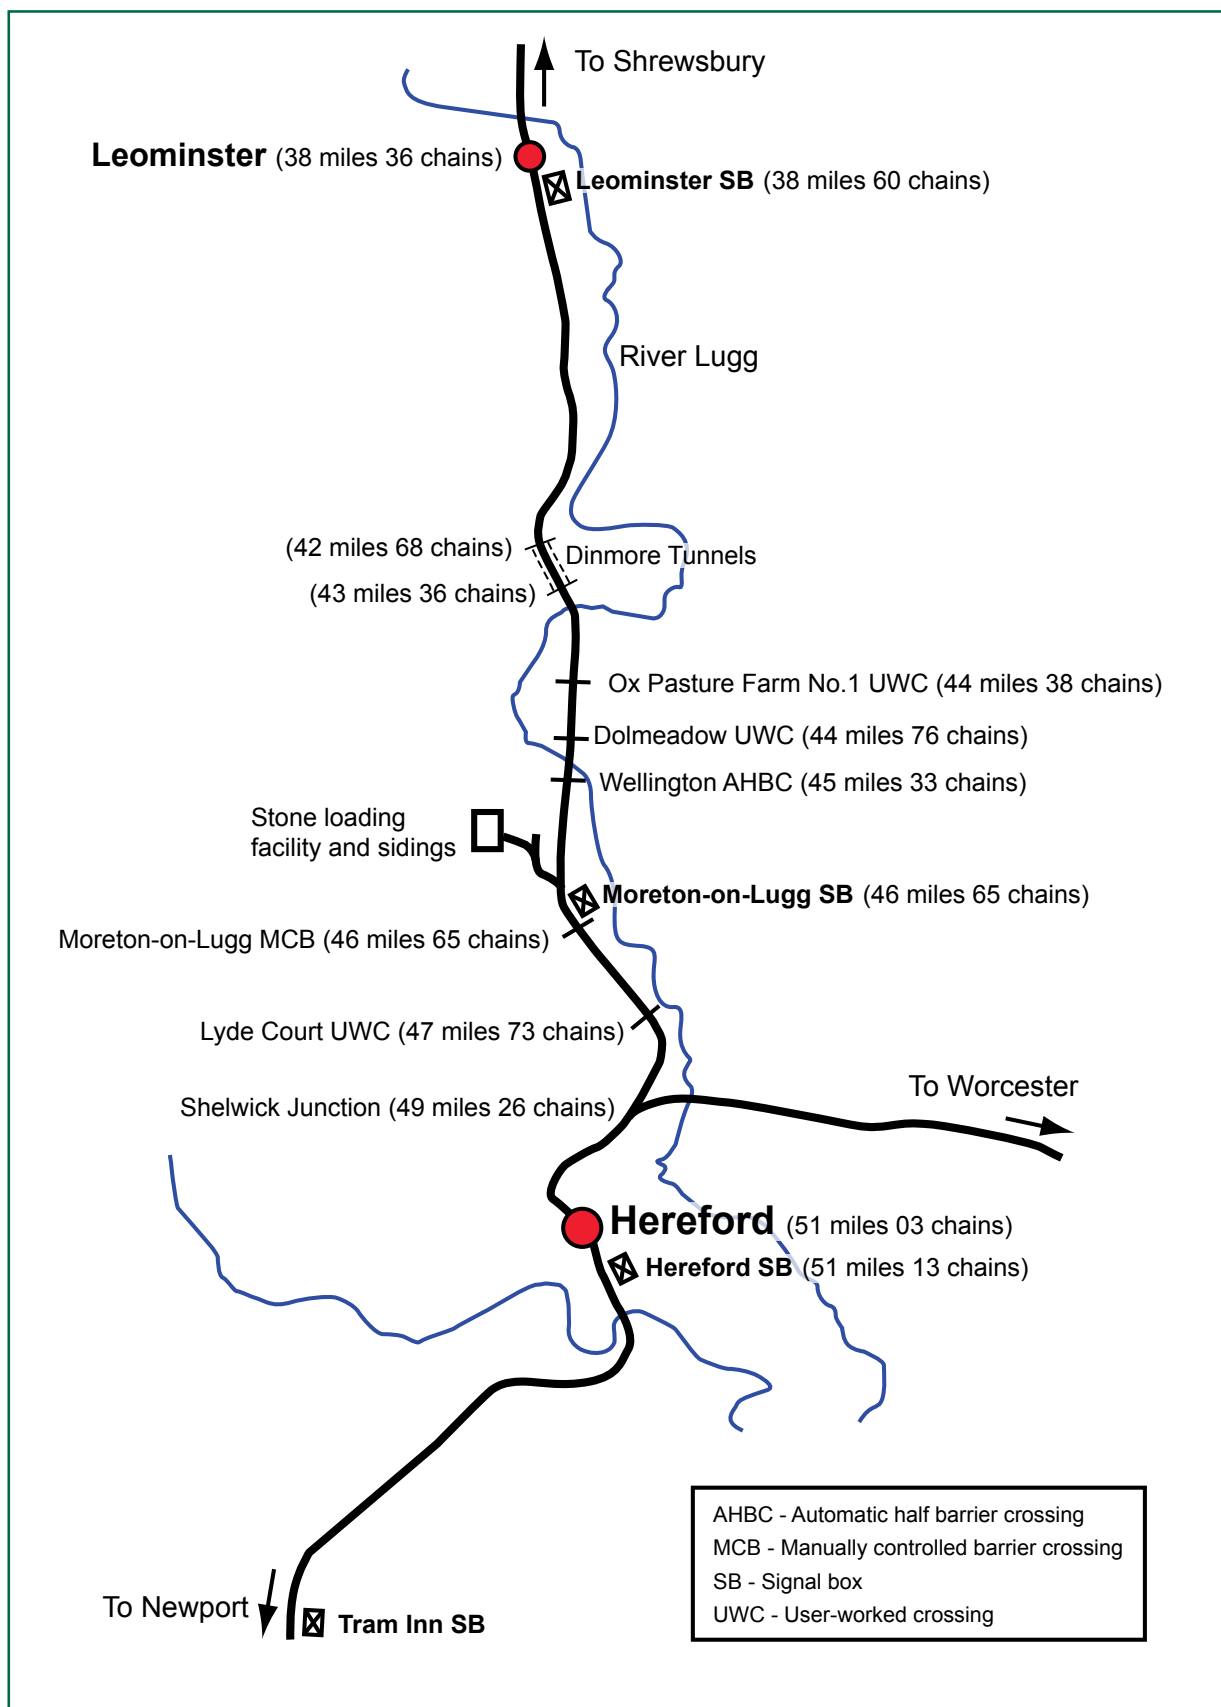 To Shrewsbury
Leominster (38 miles 36 chains)
Leominster SB (38 miles 60 chains)
River Lugg
(42 miles 68 chains)
Dinmore Tunnels
(43 miles 36 chains)
Ox Pasture Farm No.1 UWC (44 miles 38 chains)
Dolmeadow UWC (44 miles 76 chains)
Wellington AHBC (45 miles 33 chains)
Stone loading
facility and sidings
Moreton-on-Lugg SB (46 miles 65 chains)
Moreton-on-Lugg MCB (46 miles 65 chains)
Lyde Court UWC (47 miles 73 chains)
To Worcester
Shelwick Junction (49 miles 26 chains)
Hereford (51 miles 03 chains)
Hereford SB (51 miles 13 chains)
AHBC - Automatic half barrier crossing
MCB - Manually controlled barrier crossing
SB - Signal box
UWC - User-worked crossing
To Newport
Tram Inn SB